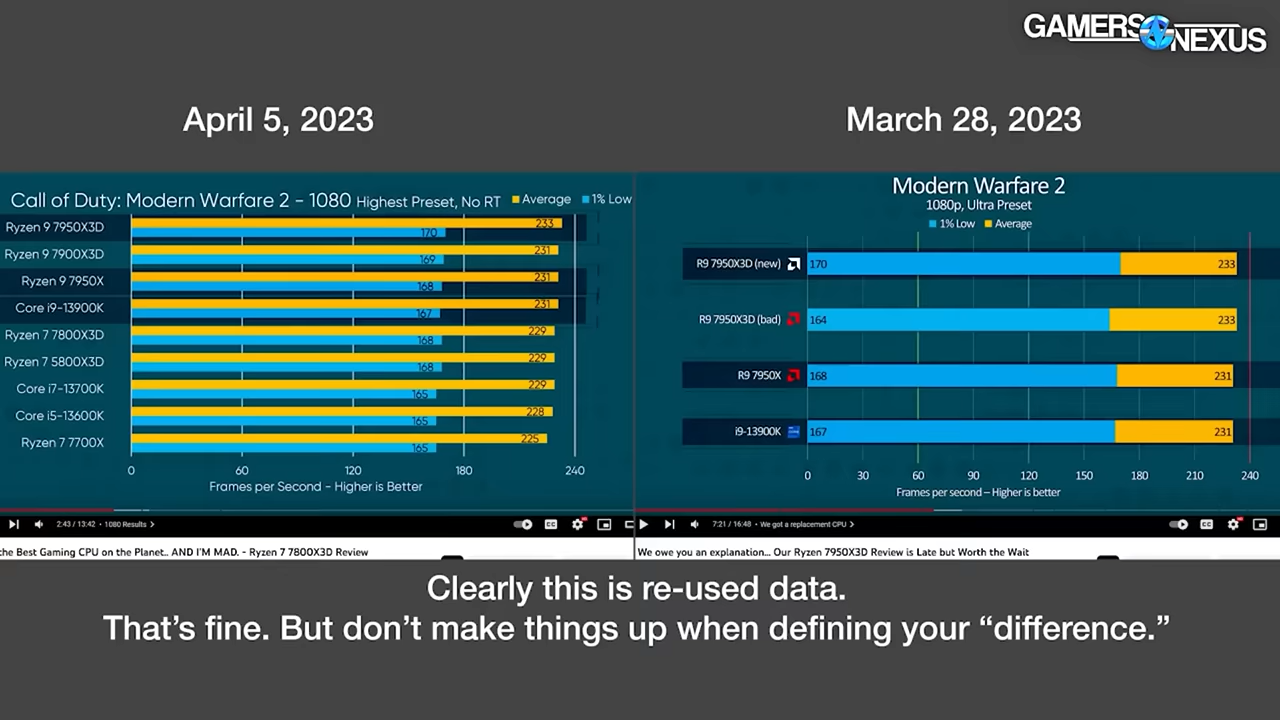 GAMERS NEXUS
April 5, 2023
March 28, 2023
Call of Duty: Modern Warfare 2 - 1080 Highest Preset, No RT
Average 1% Low
Ryzen 9 7950X3D 233 170
Ryzen 9 7900X3D 231 169
Ryzen 9 7950X 231 168
Core i9-13900K 231 167
Ryzen 7 7800X3D 229 168
Ryzen 7 5800X3D 229 168
Core i7-13700K 229 165
Core i5-13600K 228 165
Ryzen 7 7700X 225 165
0 60 120 180 240
Frames per Second – Higher is Better
2:43 / 13:42 • 1080 Results >
CC
the Best Gaming CPU on the Planet.. AND I'M MAD. - Ryzen 7 7800X3D Review
Modern Warfare 2
1080p, Ultra Preset
1% Low Average
R9 7950X3D (new) 170 233
R9 7950X3D (bad) 164 233
R9 7950X 168 231
i9-13900K 167 231
0 30 60 90 120 150 180 210 240
Frames per second – Higher is better
7:21 / 16:48 • We got a replacement CPU >
CC
We owe you an explanation... Our Ryzen 7950X3D Review is Late but Worth the Wait
Clearly this is re-used data.
That's fine. But don't make things up when defining your “difference.”